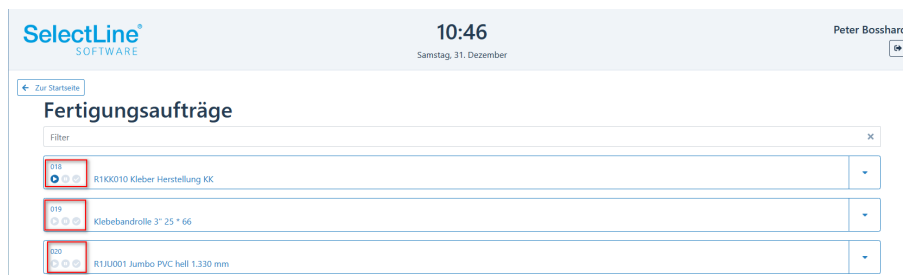 SelectLine®
SOFTWARE
10:46
Samstag, 31. Dezember
Peter Bosshard
Zur Startseite
Fertigungsaufträge
Filter
018
R1KK010 Kleber Herstellung KK
019
Klebebandrolle 3" 25 * 66
020
R1JU001 Jumbo PVC hell 1.330 mm